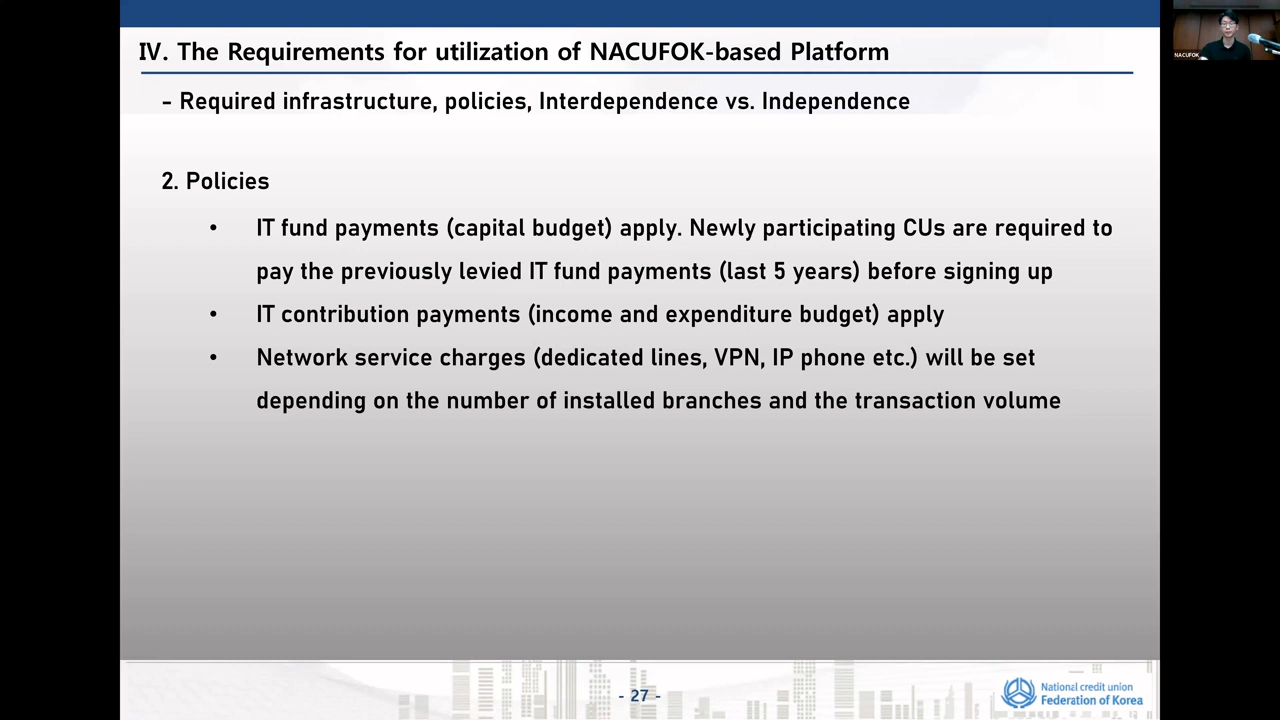 IV. The Requirements for utilization of NACUFOK-based Platform
NACUFOK
- Required infrastructure, policies, Interdependence vs. Independence
2. Policies
• IT fund payments (capital budget) apply. Newly participating CUs are required to
pay the previously levied IT fund payments (last 5 years) before signing up
• IT contribution payments (income and expenditure budget) apply
• Network service charges (dedicated lines, VPN, IP phone etc.) will be set
depending on the number of installed branches and the transaction volume
- 27 -
National credit union
Federation of Korea